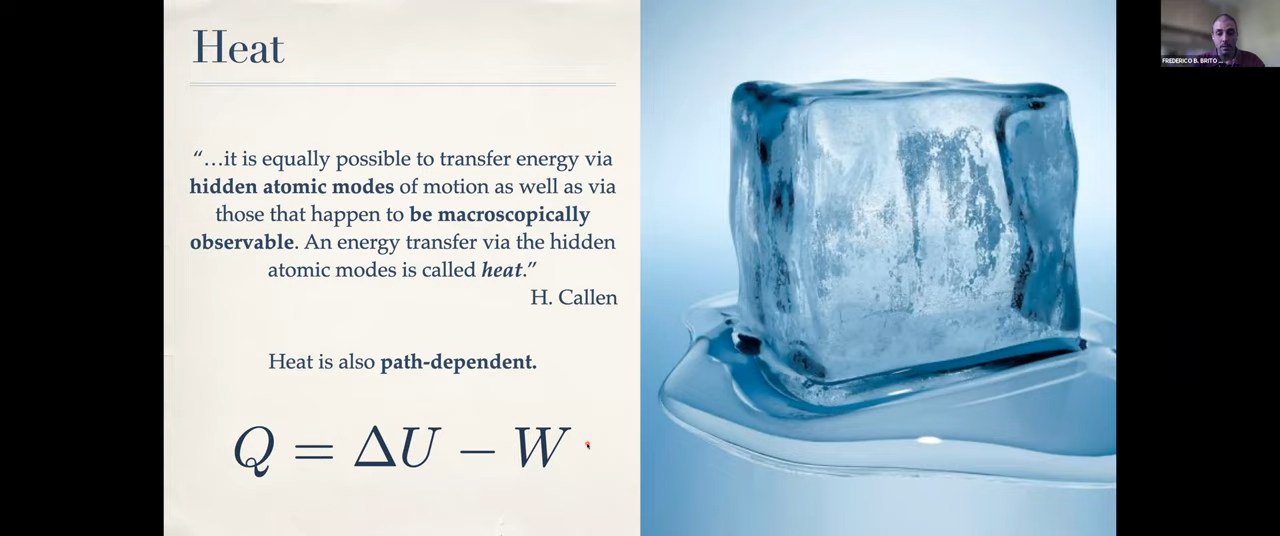 Heat
“…it is equally possible to transfer energy via
hidden atomic modes of motion as well as via
those that happen to be macroscopically
observable. An energy transfer via the hidden
atomic modes is called heat.”
H. Callen
Heat is also path-dependent.
Q = ΔU − W
FREDERICO B. BRITO ...